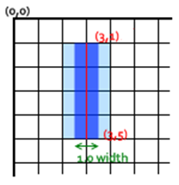 (0,0)
(3,1)
(3,5)
1.0 width